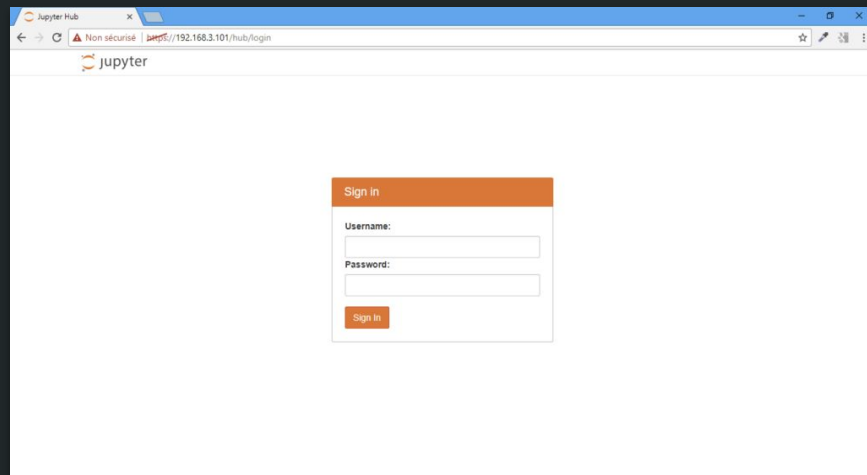 Jupyter Hub
Non sécurisé | https://192.168.3.101/hub/login
jupyter
Sign in
Username:
Password:
Sign In